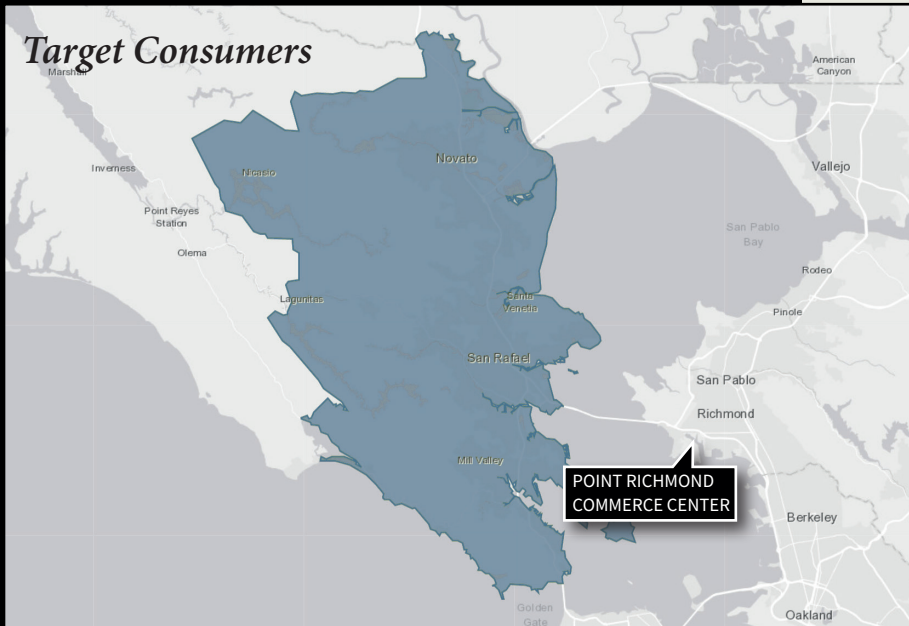 Target Consumers
Marshall
American
Canyon
Novato
Inverness
Nicasio
Vallejo
Point Reyes
Station
San Pablo
Bay
Olema
Rodeo
Lagunitas
Santa
Venetia
Pinole
San Rafael
San Pablo
Richmond
Mill Valley
POINT RICHMOND
COMMERCE CENTER
Berkeley
Golden
Gate
Oakland